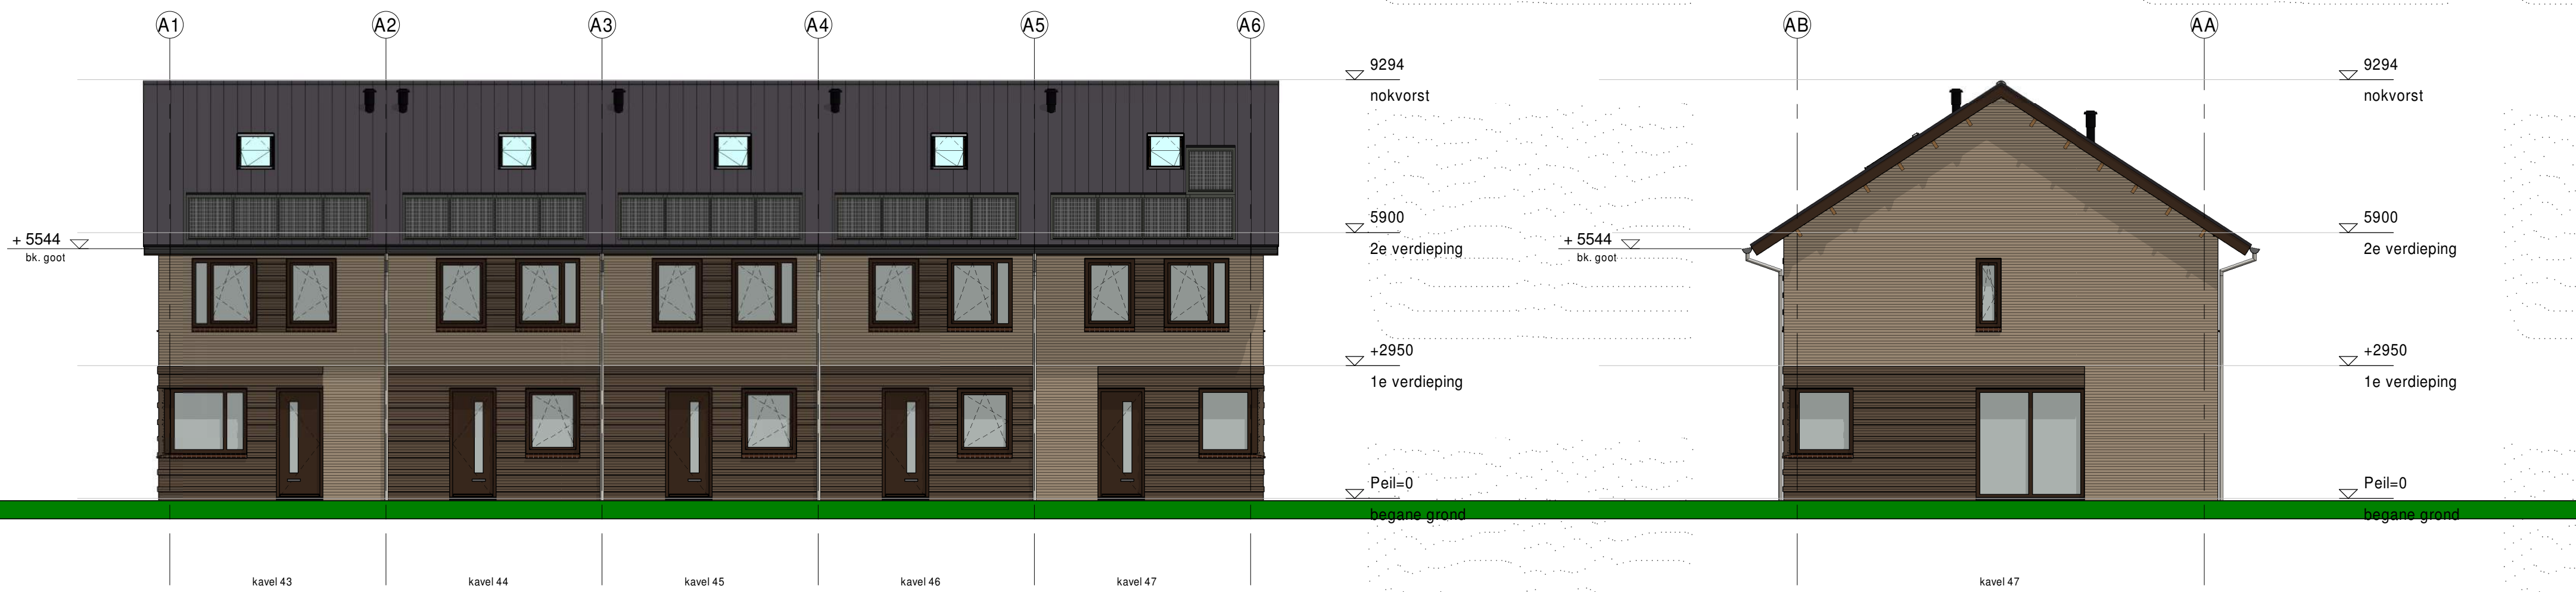 A1 A2 A3 A4 A5 A6 AB AA
9294
nokvorst
9294
nokvorst
5900
2e verdieping
5900
2e verdieping
+ 5544
bk. goot
+ 5544
bk. goot
+2950
1e verdieping
+2950
1e verdieping
Peil=0
begane grond
Peil=0
begane grond
kavel 43 kavel 44 kavel 45 kavel 46 kavel 47 kavel 47